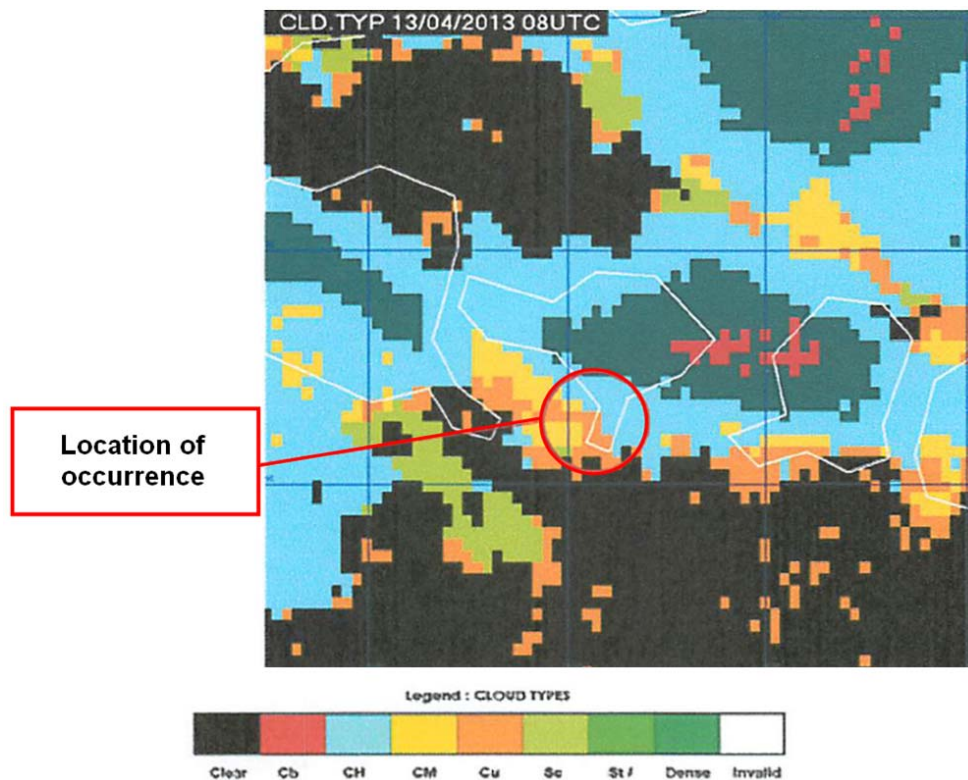 CLD.TYP 13/04/2013 08UTC
Location of
occurrence
Legend : CLOUD TYPES
Clear Cb CH CM Cu Sc St / Dense Invalid